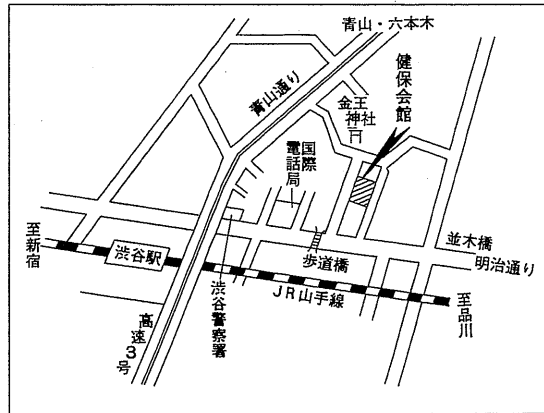 青山・六本木
健保会館
青山通り
金王
神社
国際
電話局
並木橋
明治通り
至新宿
渋谷駅
歩道橋
JR山手線
至品川
渋谷警察署
高速3号